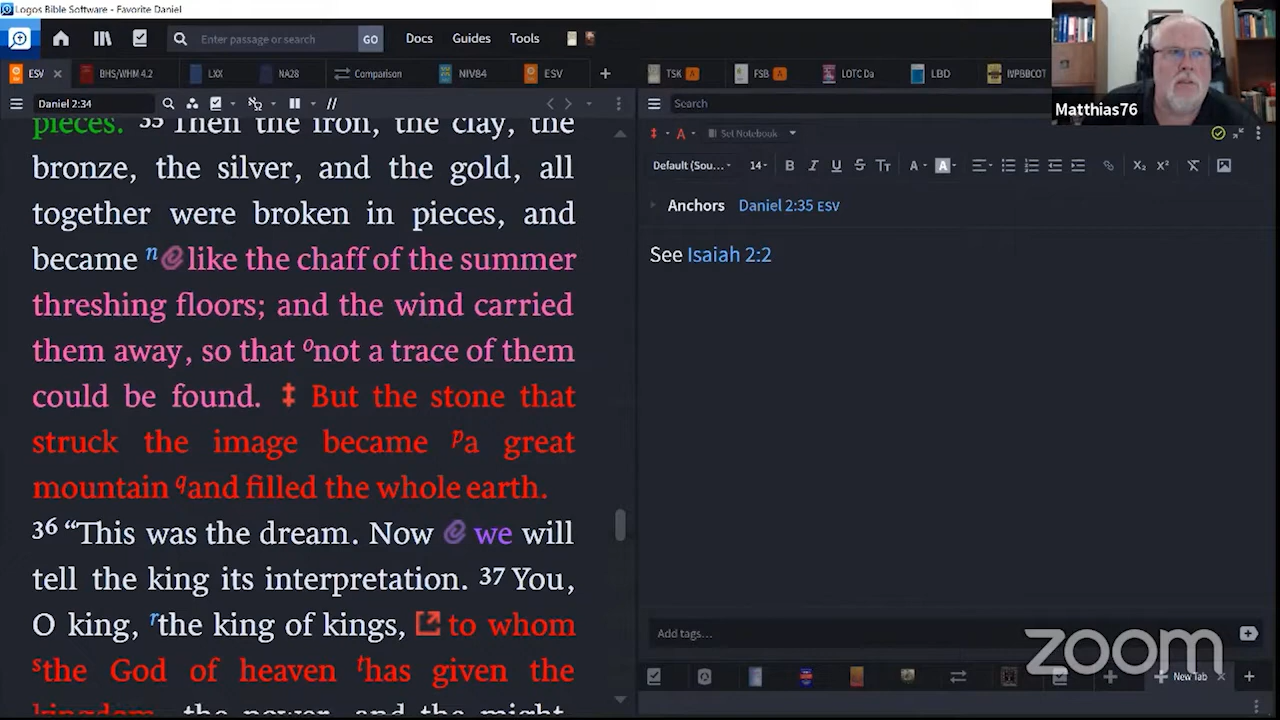 Logos Bible Software - Favorite Daniel
Enter passage or search GO Docs Guides Tools
ESV BHS/WHM 4.2 LXX NA28 Comparison NIV84 ESV
TSK A FSB A LOTC Da LBD IVPBBCOT
Matthias76
Daniel 2:34
Search
Set Notebook
Default (Sou... 14
Anchors Daniel 2:35 ESV
See Isaiah 2:2
pieces. 35 Then the iron, the clay, the
bronze, the silver, and the gold, all
together were broken in pieces, and
became n like the chaff of the summer
threshing floors; and the wind carried
them away, so that o not a trace of them
could be found. ‡ But the stone that
struck the image became p a great
mountain q and filled the whole earth.
36 “This was the dream. Now we will
tell the king its interpretation. 37 You,
O king, r the king of kings, to whom
s the God of heaven t has given the
kingdom, the power, and the might,
Add tags...
zoom
New Tab